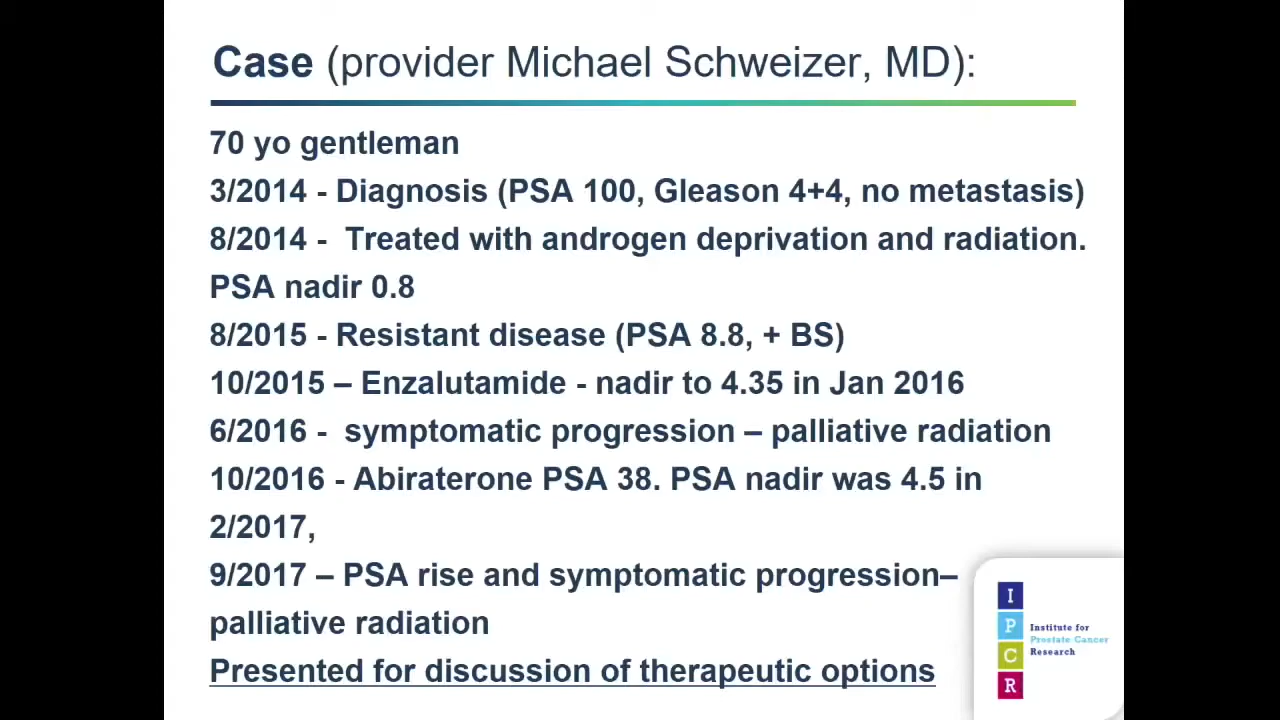 Case (provider Michael Schweizer, MD):
70 yo gentleman
3/2014 - Diagnosis (PSA 100, Gleason 4+4, no metastasis)
8/2014 -  Treated with androgen deprivation and radiation.
PSA nadir 0.8
8/2015 - Resistant disease (PSA 8.8, + BS)
10/2015 – Enzalutamide - nadir to 4.35 in Jan 2016
6/2016 -  symptomatic progression – palliative radiation
10/2016 - Abiraterone PSA 38. PSA nadir was 4.5 in
2/2017,
9/2017 – PSA rise and symptomatic progression–
palliative radiation
Presented for discussion of therapeutic options
I
P
C
R
Institute for
Prostate Cancer
Research